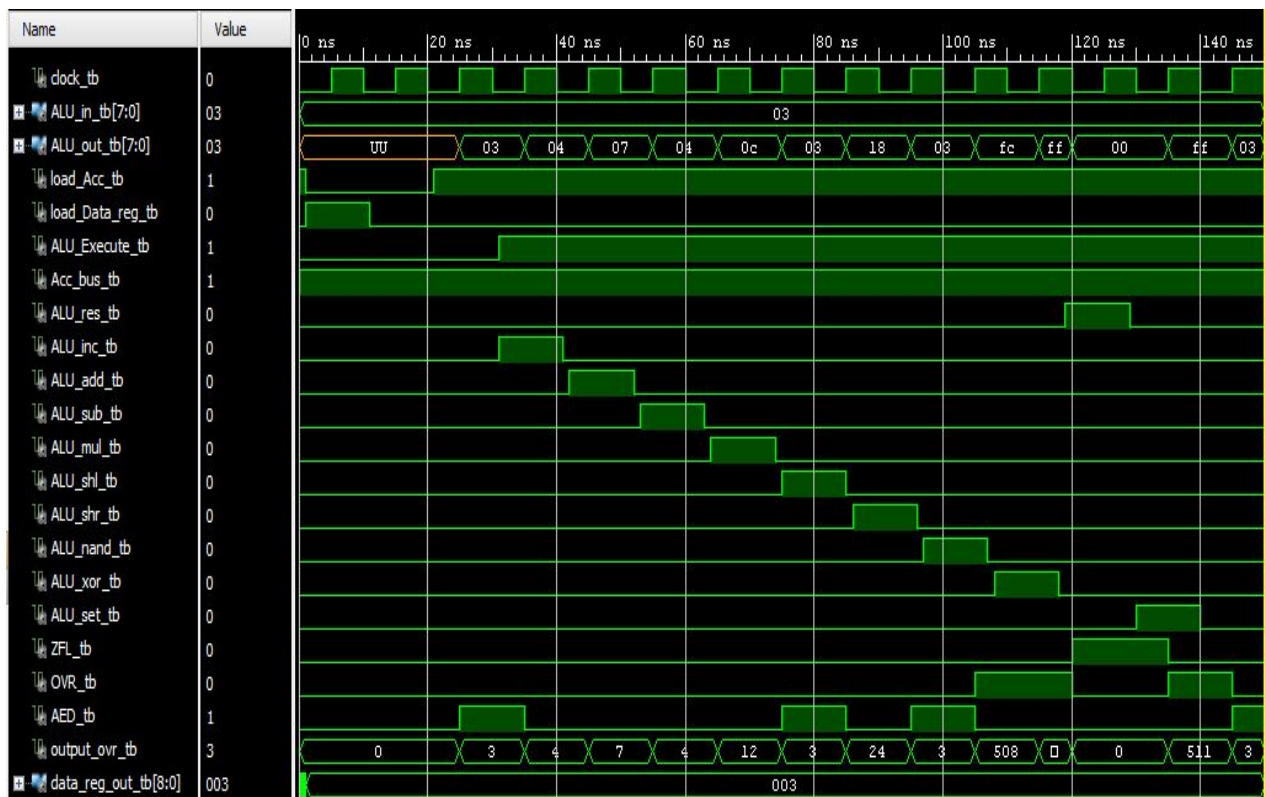 Name Value
0 ns 20 ns 40 ns 60 ns 80 ns 100 ns 120 ns 140 ns
clock_tb 0
ALU_in_tb[7:0] 03 03
ALU_out_tb[7:0] 03 UU 03 04 07 04 0c 03 18 03 fc ff 00 ff 03
load_Acc_tb 1
load_Data_reg_tb 0
ALU_Execute_tb 1
Acc_bus_tb 1
ALU_res_tb 0
ALU_inc_tb 0
ALU_add_tb 0
ALU_sub_tb 0
ALU_mul_tb 0
ALU_shl_tb 0
ALU_shr_tb 0
ALU_nand_tb 0
ALU_xor_tb 0
ALU_set_tb 0
ZFL_tb 0
OVR_tb 0
AED_tb 1
output_ovr_tb 3 0 3 4 7 4 12 3 24 3 508 0 511 3
data_reg_out_tb[8:0] 003 003